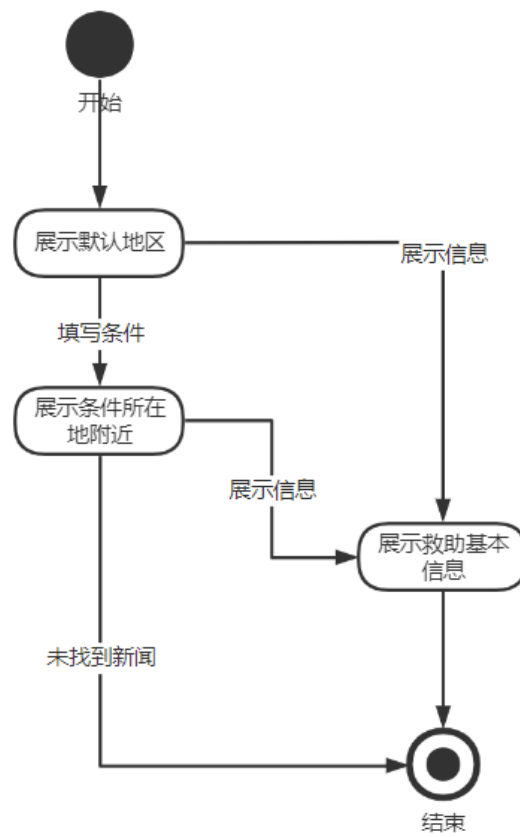 开始
展示默认地区
展示信息
填写条件
展示条件所在
地附近
展示信息
展示救助基本
信息
未找到新闻
结束